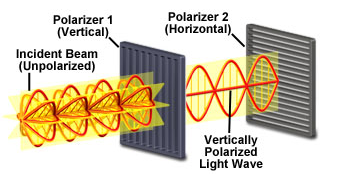 Polarizer 1
(Vertical)
Polarizer 2
(Horizontal)
Incident Beam
(Unpolarized)
Vertically
Polarized
Light Wave